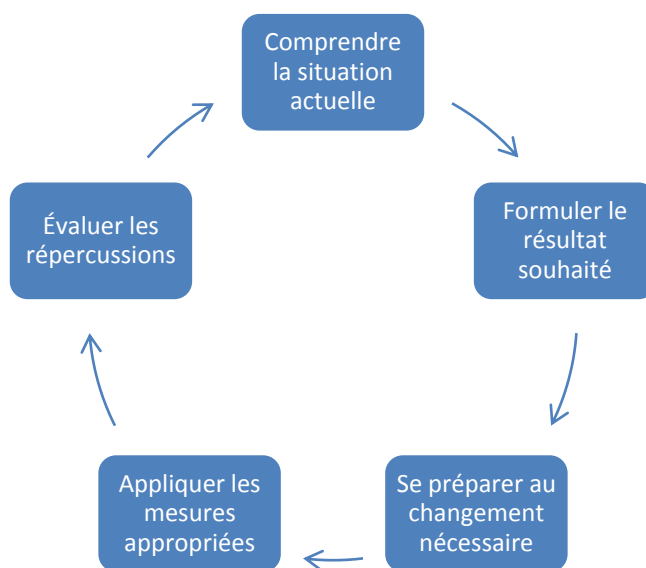 Comprendre
la situation
actuelle
Formuler le
résultat
souhaité
Se préparer au
changement
nécessaire
Appliquer les
mesures
appropriées
Évaluer les
répercussions